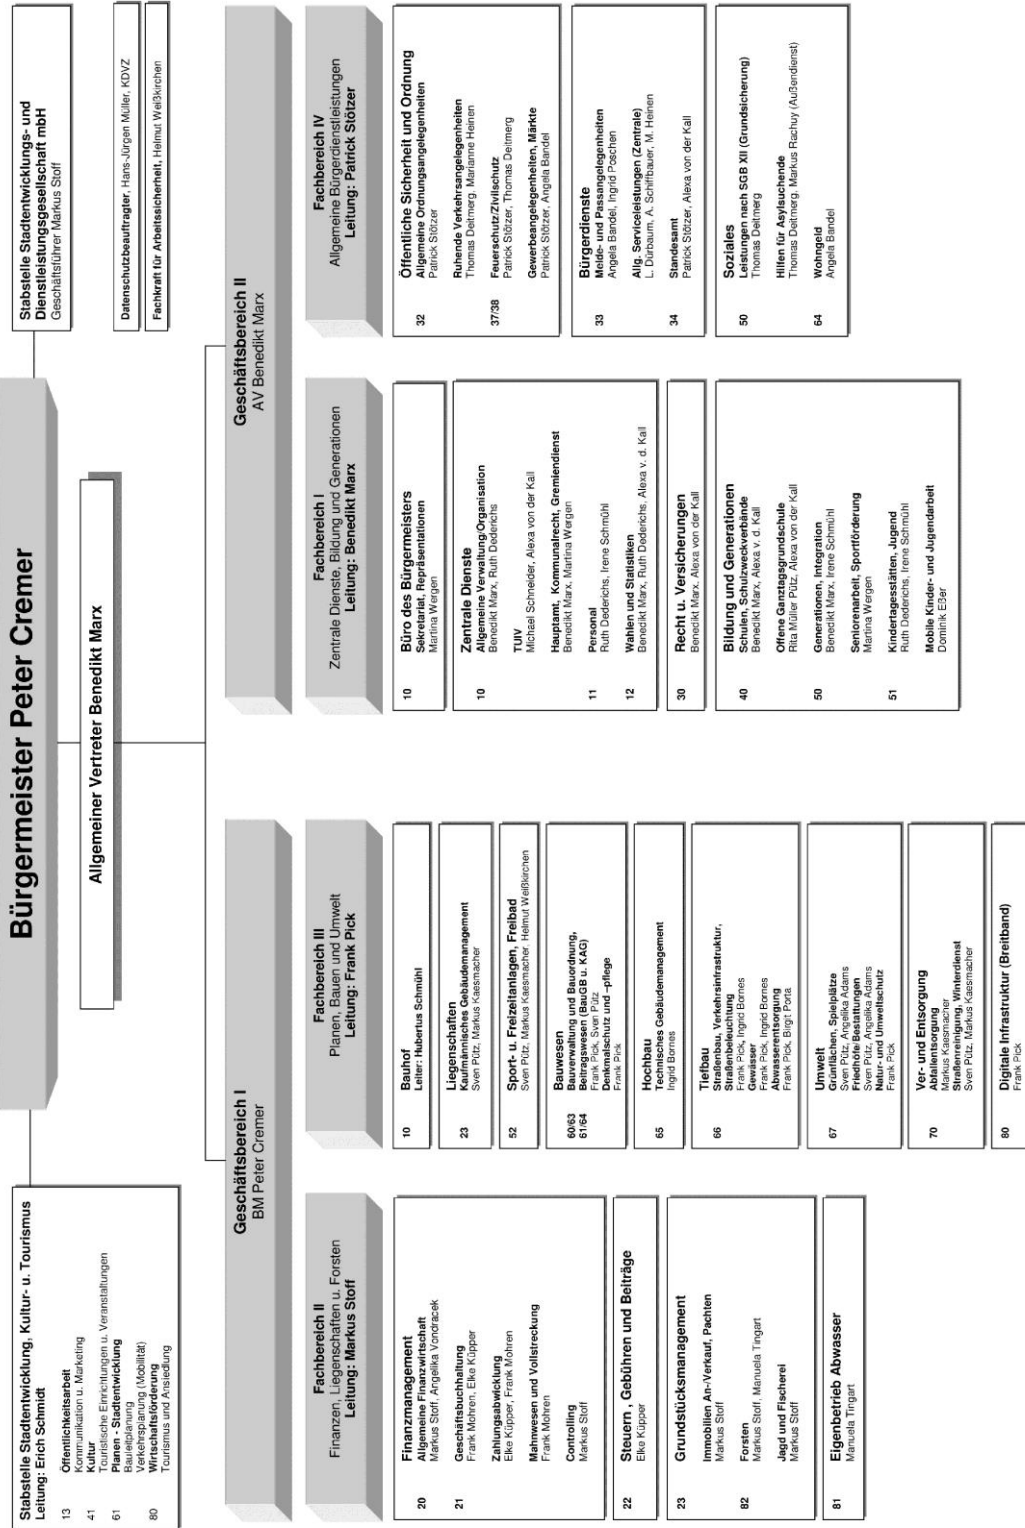 Bürgermeister Peter Cremer
Allgemeiner Vertreter Benedikt Marx
Stabstelle Stadtentwicklung, Kultur- u. Tourismus
Leitung: Erich Schmidt
13 Öffentlichkeitsarbeit
Kommunikation u. Marketing
41 Kultur
Touristische Einrichtungen u. Veranstaltungen
61 Planen - Stadtentwicklung
Bauleitplanung
Verkehrsplanung (Mobilität)
80 Wirtschaftsförderung
Tourismus und Ansiedlung
Stabstelle Stadtentwicklungs- und
Dienstleistungsgesellschaft mbH
Geschäftsführer Markus Stoff
Datenschutzbeauftragter, Hans-Jürgen Müller, KDVZ
Fachkraft für Arbeitssicherheit, Helmut Weißkirchen
Geschäftsbereich I
BM Peter Cremer
Fachbereich II
Finanzen, Liegenschaften u. Forsten
Leitung: Markus Stoff
Finanzmanagement
20 Allgemeine Finanzwirtschaft
Markus Stoff, Angelika Vondracek
21 Geschäftsbuchhaltung
Frank Mohren, Elke Küpper
Zahlungsabwicklung
Elke Küpper, Frank Mohren
Mahnwesen und Vollstreckung
Frank Mohren
Controlling
Markus Stoff
22 Steuern , Gebühren und Beiträge
Elke Küpper
23 Grundstücksmanagement
Immobilien An-/Verkauf, Pachten
Markus Stoff
82 Forsten
Markus Stoff, Manuela Tingart
Jagd und Fischerei
Markus Stoff
81 Eigenbetrieb Abwasser
Manuela Tingart
Fachbereich III
Planen, Bauen und Umwelt
Leitung: Frank Pick
10 Bauhof
Leiter: Hubertus Schmühl
23 Liegenschaften
Kaufmännisches Gebäudemanagement
Sven Pütz, Markus Kaesmacher
52 Sport- u. Freizeitanlagen, Freibad
Sven Pütz, Markus Kaesmacher, Helmut Weißkirchen
Bauwesen
60/63 Bauverwaltung und Bauordnung,
61/64 Beitragswesen (BauGB u. KAG)
Frank Pick, Sven Pütz
Denkmalschutz und –pflege
Frank Pick
65 Hochbau
Technisches Gebäudemanagement
Ingrid Bornes
66 Tiefbau
Straßenbau, Verkehrsinfrastruktur,
Straßenbeleuchtung
Frank Pick, Ingrid Bornes
Gewässer
Frank Pick, Ingrid Bornes
Abwasserentsorgung
Frank Pick, Birgit Porta
67 Umwelt
Grünflächen, Spielplätze
Sven Pütz, Angelika Adams
Friedhöfe/Bestattungen
Sven Pütz, Angelika Adams
Natur- und Umweltschutz
Frank Pick
70 Ver- und Entsorgung
Abfallentsorgung
Markus Kaesmacher
Straßenreinigung, Winterdienst
Sven Pütz, Markus Kaesmacher
80 Digitale Infrastruktur (Breitband)
Frank Pick
Geschäftsbereich II
AV Benedikt Marx
Fachbereich I
Zentrale Dienste, Bildung und Generationen
Leitung: Benedikt Marx
10 Büro des Bürgermeisters
Sekretariat, Repräsentationen
Martina Wergen
Zentrale Dienste
10 Allgemeine Verwaltung/Organisation
Benedikt Marx, Ruth Dederichs
TUIV
Michael Schneider, Alexa von der Kall
Hauptamt, Kommunalrecht, Gremiendienst
Benedikt Marx, Martina Wergen
11 Personal
Ruth Dederichs, Irene Schmühl
12 Wahlen und Statistiken
Benedikt Marx, Ruth Dederichs, Alexa v. d. Kall
30 Recht u. Versicherungen
Benedikt Marx, Alexa von der Kall
Bildung und Generationen
40 Schulen, Schulzweckverbände
Benedikt Marx, Alexa v. d. Kall
Offene Ganztagsgrundschule
Rita Müller Pütz, Alexa von der Kall
50 Generationen, Integration
Benedikt Marx, Irene Schmühl
Seniorenarbeit, Sportförderung
Martina Wergen
51 Kindertagesstätten, Jugend
Ruth Dederichs, Irene Schmühl
Mobile Kinder- und Jugendarbeit
Dominik Eßer
Fachbereich IV
Allgemeine Bürgerdienstleistungen
Leitung: Patrick Stötzer
Öffentliche Sicherheit und Ordnung
32 Allgemeine Ordnungsangelegenheiten
Patrick Stötzer
Ruhende Verkehrsangelegenheiten
Thomas Deitmerg, Marianne Heinen
37/38 Feuerschutz/Zivilschutz
Patrick Stötzer, Thomas Deitmerg
Gewerbeangelegenheiten, Märkte
Patrick Stötzer, Angela Bandel
Bürgerdienste
33 Melde- und Passangelegenheiten
Angela Bandel, Ingrid Poschen
Allg. Serviceleistungen (Zentrale)
L. Dürbaum, A. Schiffbauer, M. Heinen
34 Standesamt
Patrick Stötzer, Alexa von der Kall
Soziales
50 Leistungen nach SGB XII (Grundsicherung)
Thomas Deitmerg
Hilfen für Asylsuchende
Thomas Deitmerg, Markus Rachuy (Außendienst)
64 Wohngeld
Angela Bandel